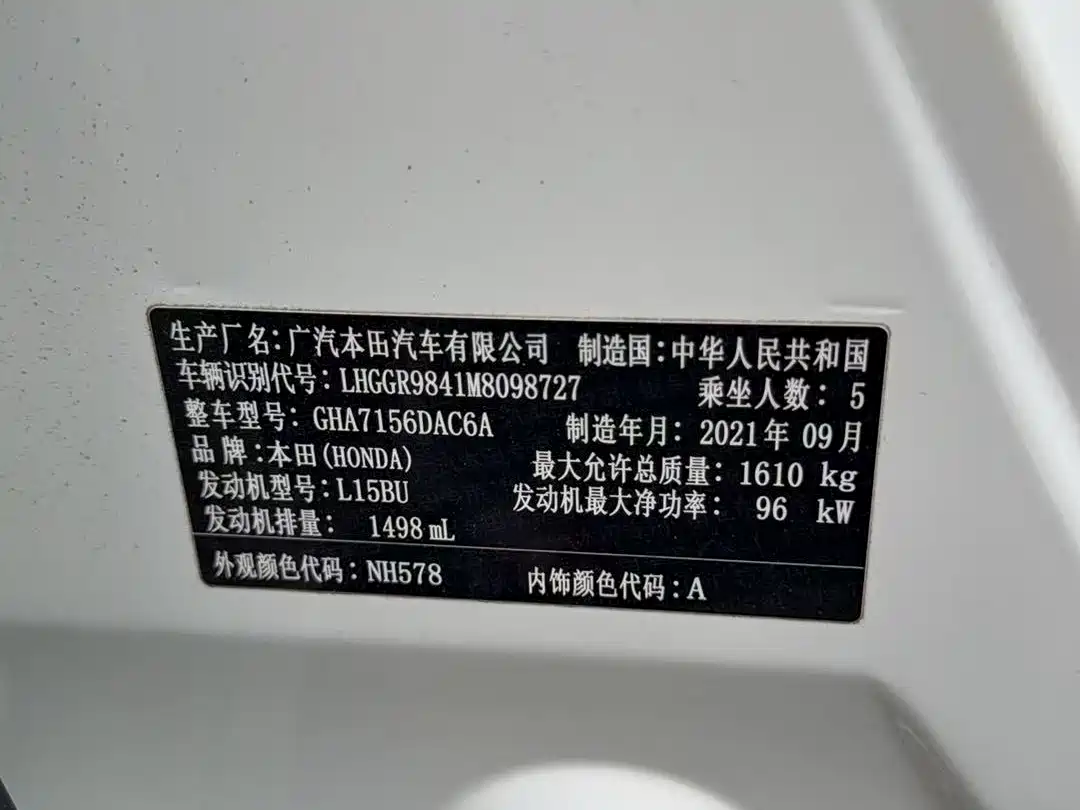 生产厂名:广汽本田汽车有限公司 制造国:中华人民共和国
车辆识别代号:LHGGR9841M8098727 乘坐人数: 5
整车型号: GHA7156DAC6A 制造年月: 2021年 09月
品牌:本田(HONDA) 最大允许总质量: 1610 kg
发动机型号:L15BU 发动机最大净功率: 96 kW
发动机排量: 1498 mL
外观颜色代码:NH578 内饰颜色代码:A